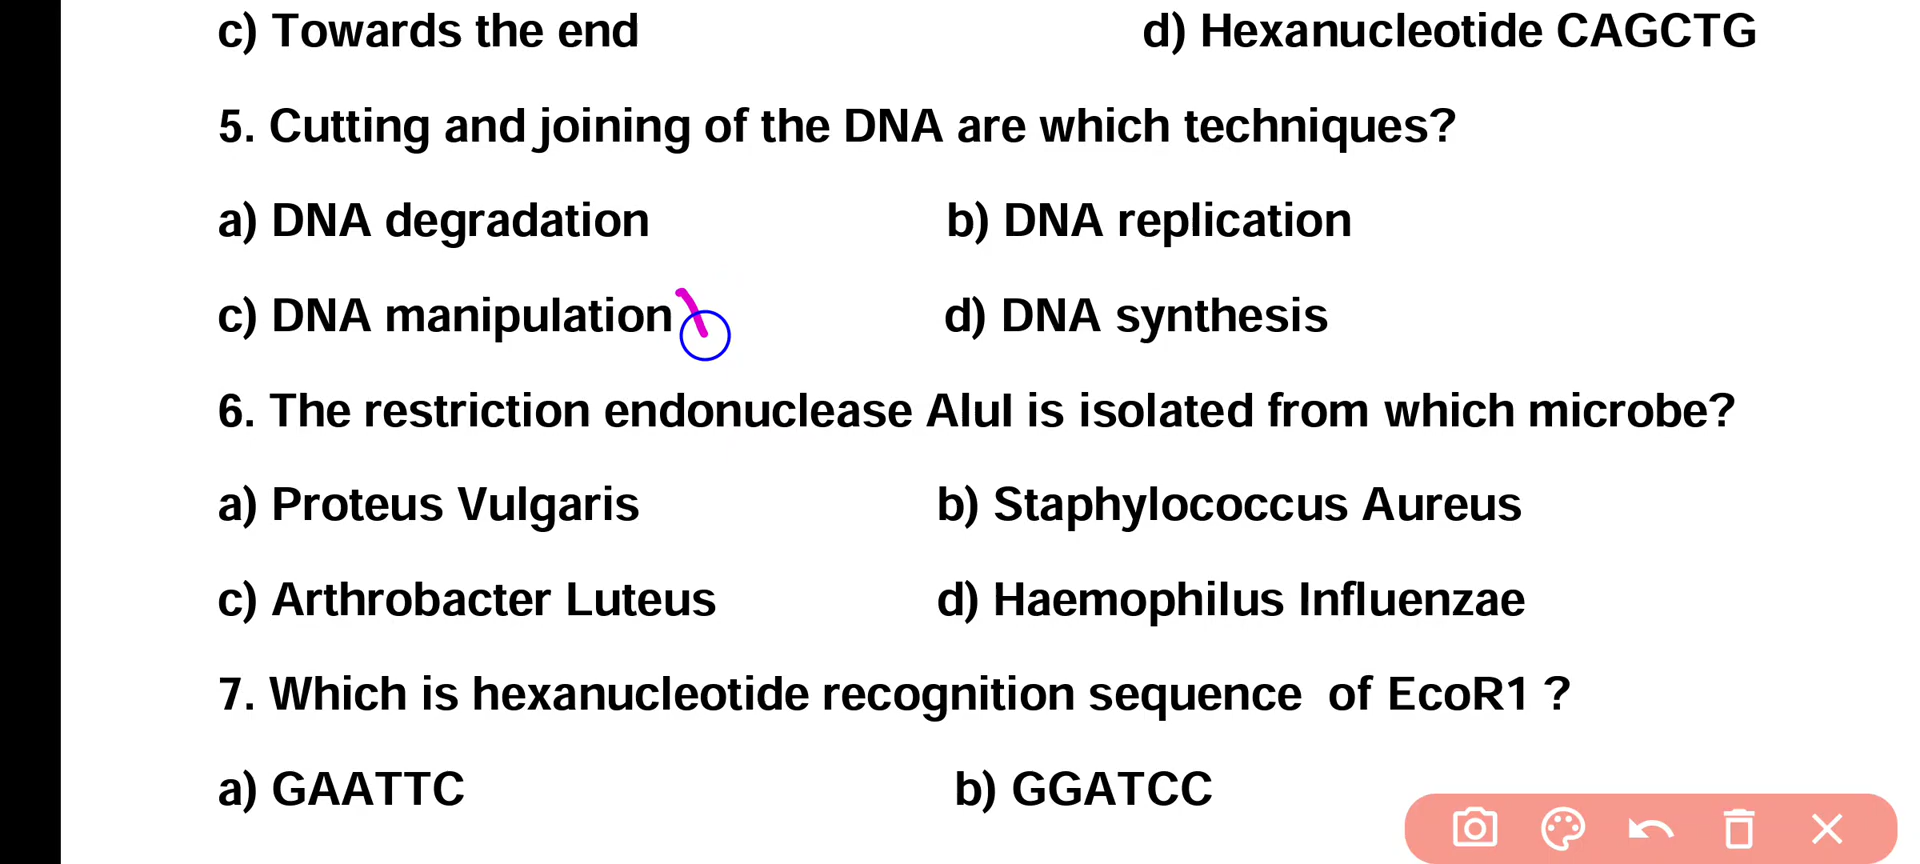 c) Towards the end d) Hexanucleotide CAGCTG
5. Cutting and joining of the DNA are which techniques?
a) DNA degradation b) DNA replication
c) DNA manipulation d) DNA synthesis
6. The restriction endonuclease AluI is isolated from which microbe?
a) Proteus Vulgaris b) Staphylococcus Aureus
c) Arthrobacter Luteus d) Haemophilus Influenzae
7. Which is hexanucleotide recognition sequence of EcoR1 ?
a) GAATTC b) GGATCC